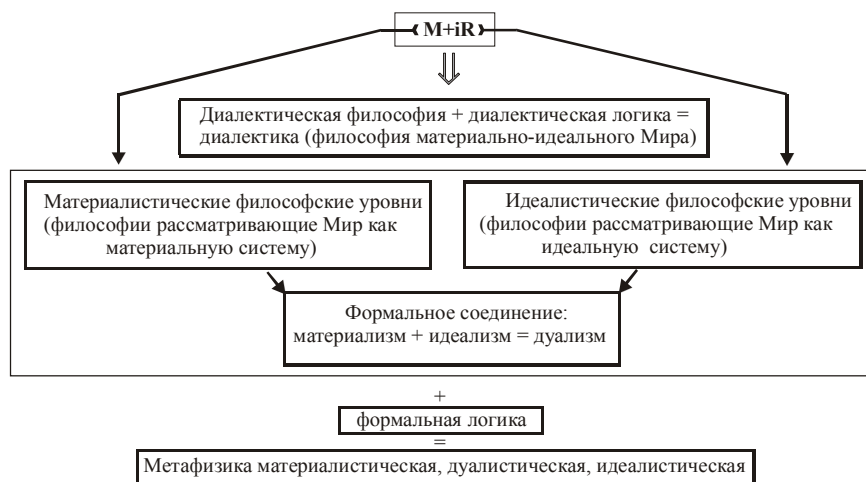 M+iR
Диалектическая философия + диалектическая логика =
диалектика (философия материально-идеального Мира)
Материалистические философские уровни
(философии рассматривающие Мир как
материальную систему)
Идеалистические философские уровни
(философии рассматривающие Мир как
идеальную систему)
Формальное соединение:
материализм + идеализм = дуализм
+
формальная логика
=
Метафизика материалистическая, дуалистическая, идеалистическая